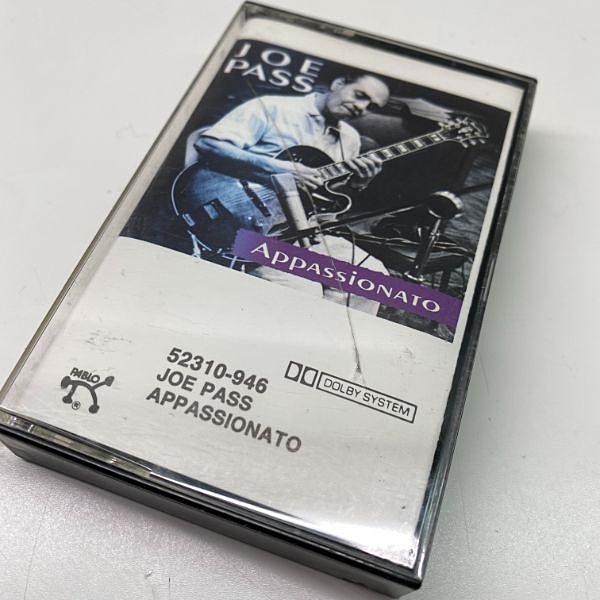 JOE
PASS
APPASSiONATO
52310-946
JOE PASS
APPASSIONATO
DOLBY SYSTEM
PABLO
®